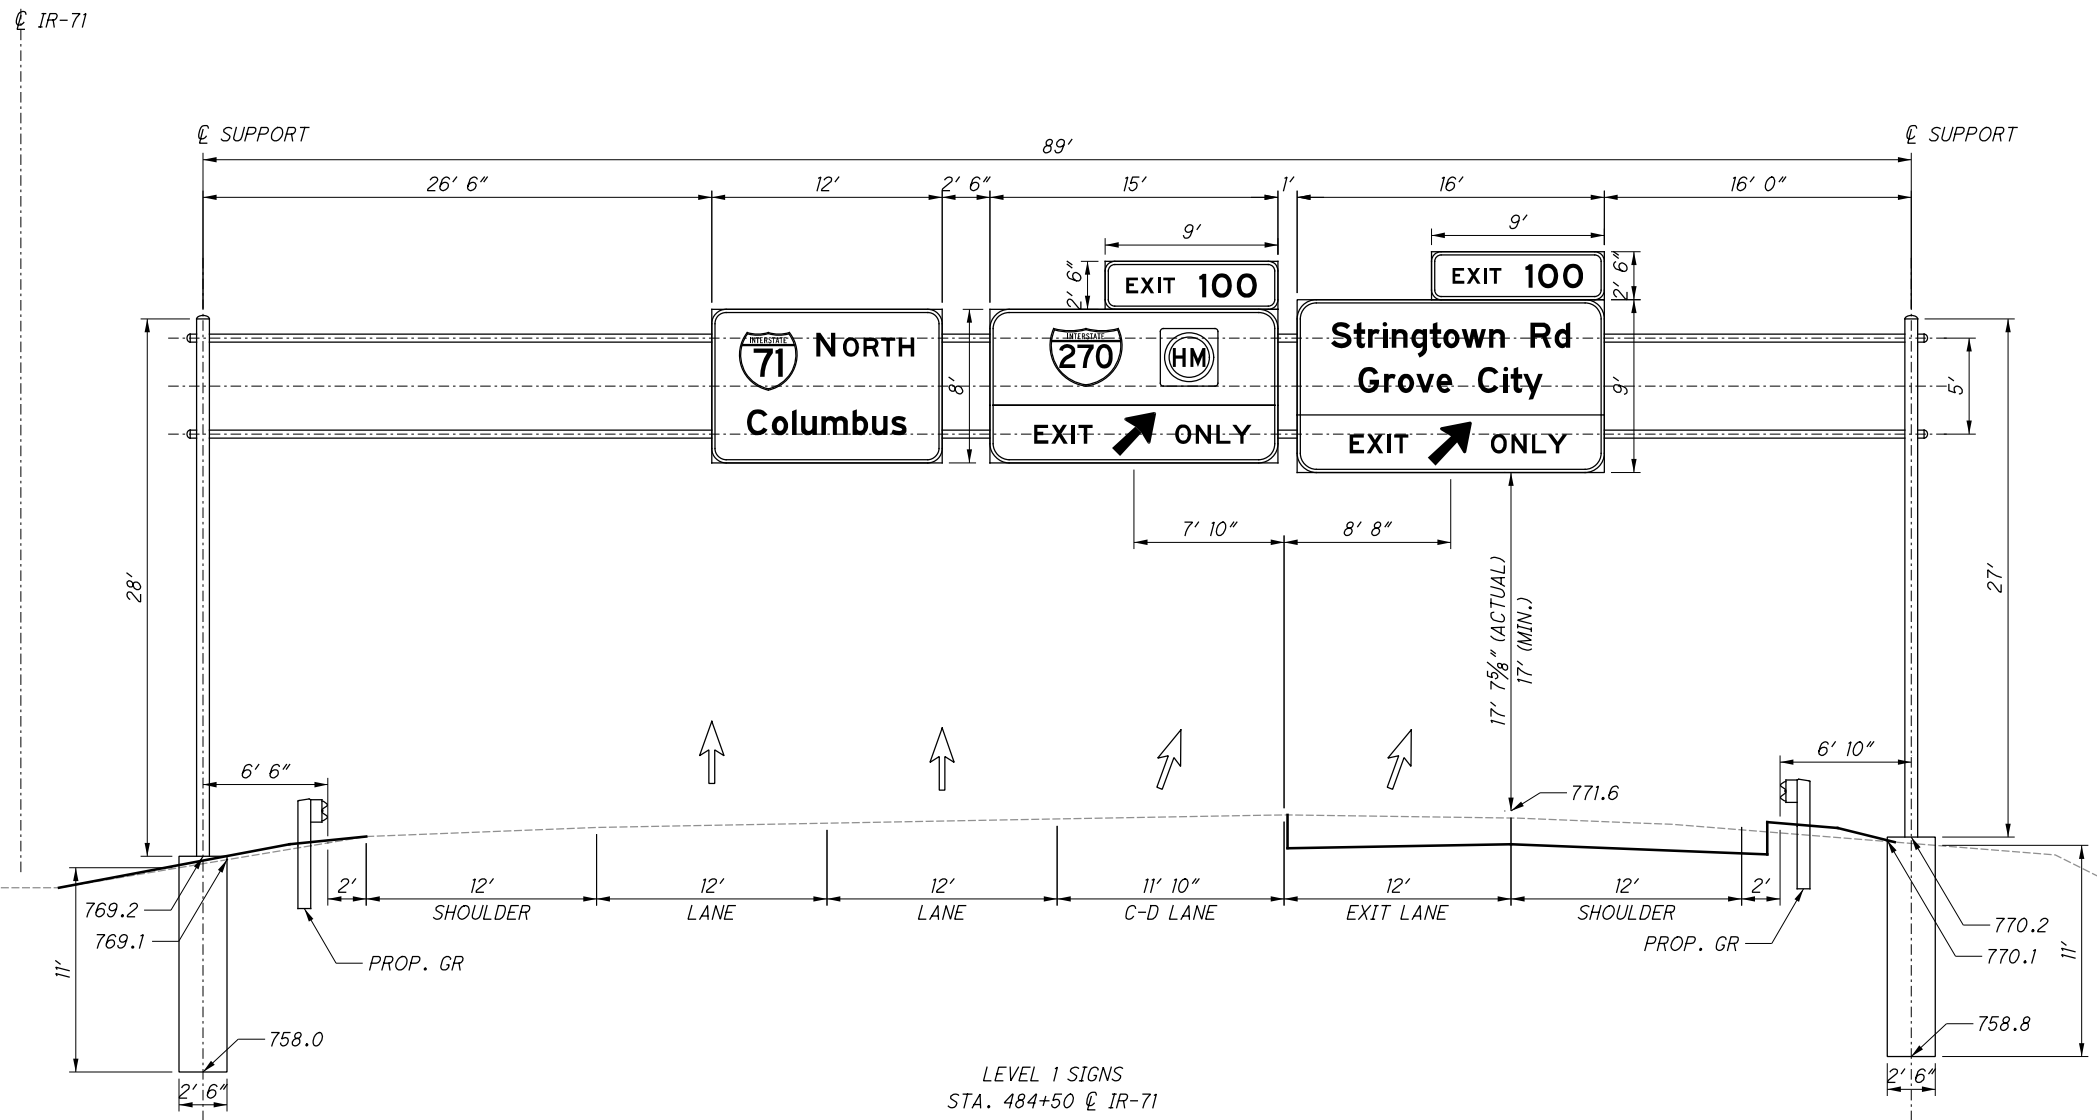 ℄ IR-71
℄ SUPPORT
℄ SUPPORT
89'
26' 6"
12'
2' 6"
15'
1'
16'
16' 0"
9'
9'
2' 6"
EXIT 100
EXIT 100
2' 6"
INTERSTATE
71
NORTH
Columbus
8'
INTERSTATE
270
HM
EXIT ONLY
Stringtown Rd
Grove City
EXIT ONLY
9'
5'
7' 10"
8' 8"
28'
27'
17' 7⅝" (ACTUAL)
17' (MIN.)
6' 6"
6' 10"
771.6
2'
12'
12'
12'
11' 10"
12'
12'
2'
SHOULDER
LANE
LANE
C-D LANE
EXIT LANE
SHOULDER
769.2
769.1
PROP. GR
PROP. GR
770.2
770.1
11'
11'
758.0
758.8
2' 6"
2' 6"
LEVEL 1 SIGNS
STA. 484+50 ℄ IR-71